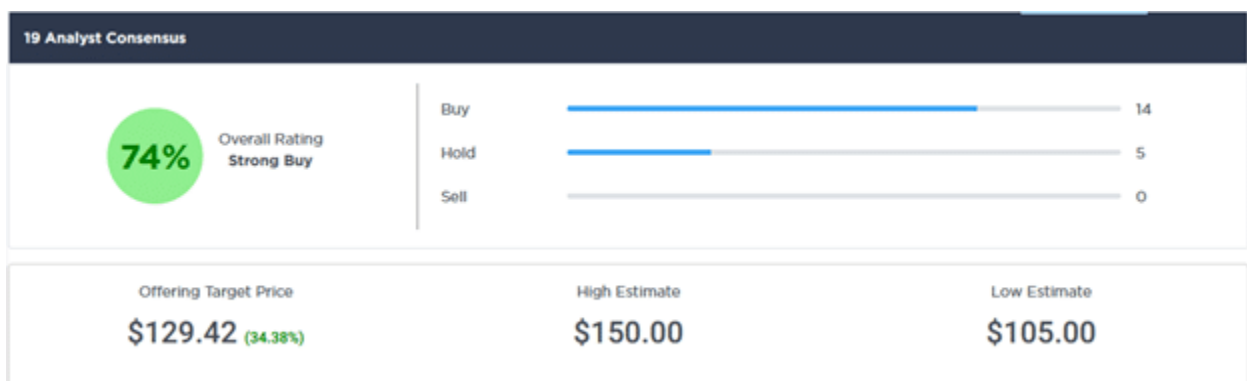 19 Analyst Consensus
74%
Overall Rating
Strong Buy
Buy 14
Hold 5
Sell 0
Offering Target Price
$129.42 (34.38%)
High Estimate
$150.00
Low Estimate
$105.00